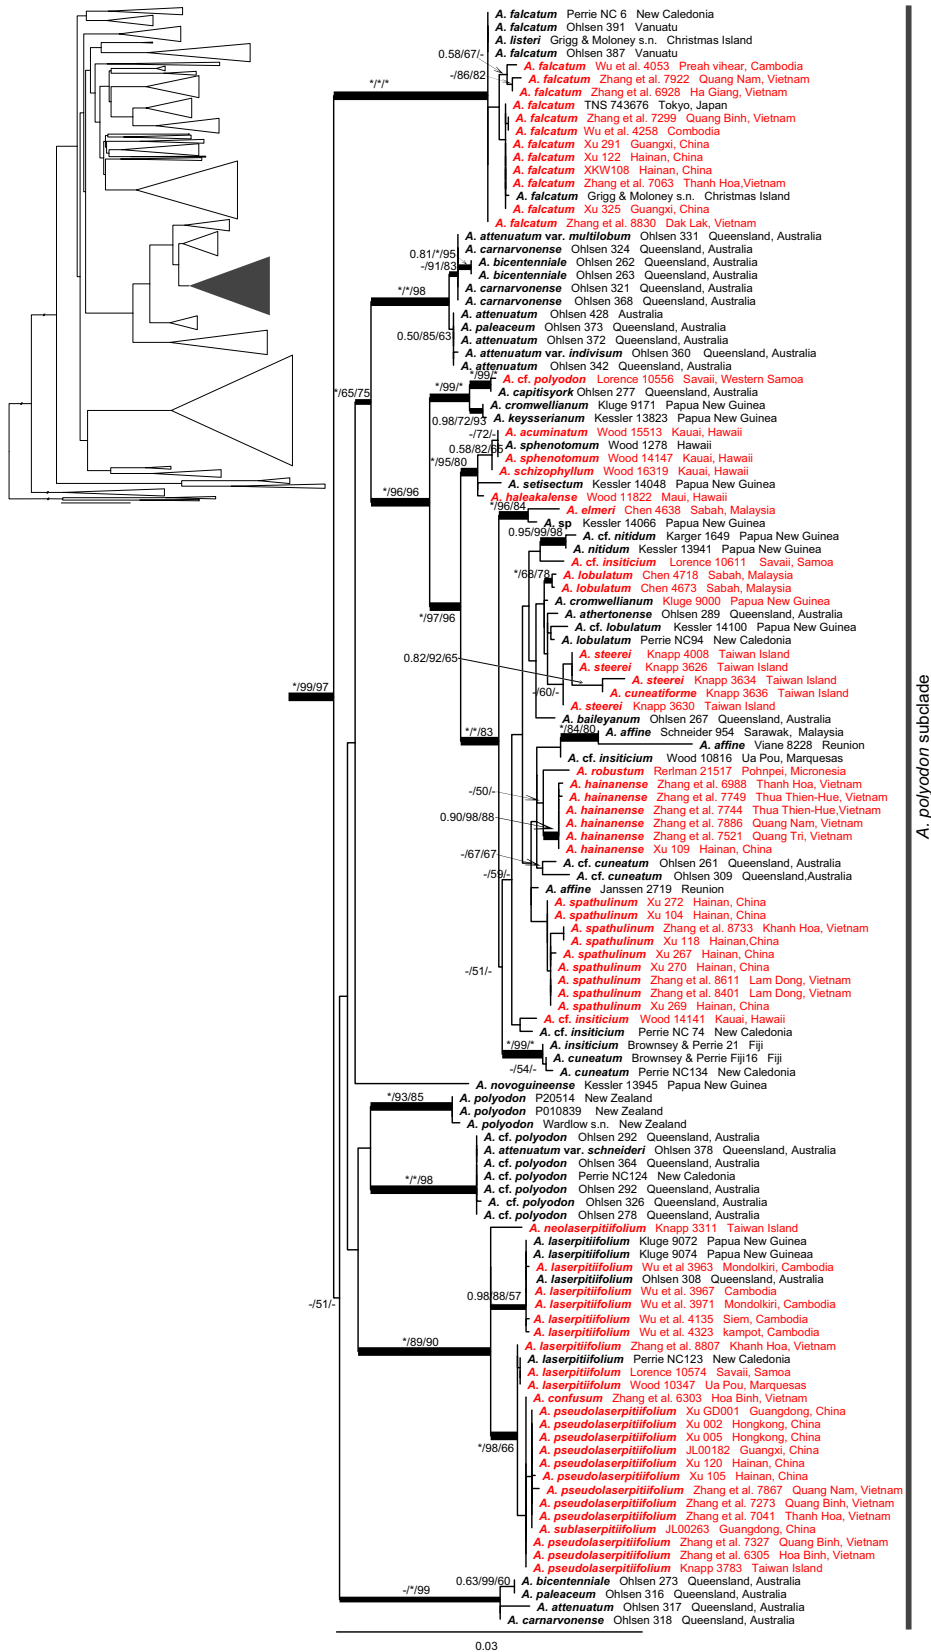 A. falcatum Perrie NC 6 New Caledonia
A. falcatum Ohlsen 391 Vanuatu
A. listeri Grigg & Moloney s.n. Christmas Island
A. falcatum Ohlsen 387 Vanuatu
0.58/67/-
A. falcatum Wu et al. 4053 Preah vihear, Cambodia
-/86/82
A. falcatum Zhang et al. 7922 Quang Nam, Vietnam
*/*/*
A. falcatum Zhang et al. 6928 Ha Giang, Vietnam
A. falcatum TNS 743676 Tokyo, Japan
A. falcatum Zhang et al. 7299 Quang Binh, Vietnam
A. falcatum Wu et al. 4258 Combodia
A. falcatum Xu 291 Guangxi, China
A. falcatum Xu 122 Hainan, China
A. falcatum XKW108 Hainan, China
A. falcatum Zhang et al. 7063 Thanh Hoa,Vietnam
A. falcatum Grigg & Moloney s.n. Christmas Island
A. falcatum Xu 325 Guangxi, China
A. falcatum Zhang et al. 8830 Dak Lak, Vietnam
A. attenuatum var. multilobum Ohlsen 331 Queensland, Australia
A. carnarvonense Ohlsen 324 Queensland, Australia
0.81/*/95
A. bicentenniale Ohlsen 262 Queensland, Australia
-/91/83
A. bicentenniale Ohlsen 263 Queensland, Australia
A. carnarvonense Ohlsen 321 Queensland, Australia
*/*/98
A. carnarvonense Ohlsen 368 Queensland, Australia
A. attenuatum Ohlsen 428 Australia
A. paleaceum Ohlsen 373 Queensland, Australia
0.50/85/63
A. attenuatum Ohlsen 372 Queensland, Australia
A. attenuatum var. indivisum Ohlsen 360 Queensland, Australia
A. attenuatum Ohlsen 342 Queensland, Australia
*/99/*
A. cf. polyodon Lorence 10556 Savaii, Western Samoa
*/65/75
*/99/*
A. capitisyork Ohlsen 277 Queensland, Australia
A. cromwellianum Kluge 9171 Papua New Guinea
0.98/72/93
A. keysserianum Kessler 13823 Papua New Guinea
-/72/-
A. acuminatum Wood 15513 Kauai, Hawaii
A. sphenotomum Wood 1278 Hawaii
0.58/82/65
A. sphenotomum Wood 14147 Kauai, Hawaii
*/95/80
A. schizophyllum Wood 16319 Kauai, Hawaii
A. setisectum Kessler 14048 Papua New Guinea
*/96/96
A. haleakalense Wood 11822 Maui, Hawaii
*/96/84
A. elmeri Chen 4638 Sabah, Malaysia
A. sp Kessler 14066 Papua New Guinea
0.95/99/98
A. cf. nitidum Karger 1649 Papua New Guinea
A. nitidum Kessler 13941 Papua New Guinea
A. cf. insiticium Lorence 10611 Savaii, Samoa
*/68/78
A. lobulatum Chen 4718 Sabah, Malaysia
A. lobulatum Chen 4673 Sabah, Malaysia
A. cromwellianum Kluge 9000 Papua New Guinea
*/97/96
A. athertonense Ohlsen 289 Queensland, Australia
A. cf. lobulatum Kessler 14100 Papua New Guinea
A. lobulatum Perrie NC94 New Caledonia
0.82/92/65
A. steerei Knapp 4008 Taiwan Island
A. steerei Knapp 3626 Taiwan Island
A. steerei Knapp 3634 Taiwan Island
*/99/97
-/60/-
A. cuneatiforme Knapp 3636 Taiwan Island
A. steerei Knapp 3630 Taiwan Island
A. baileyanum Ohlsen 267 Queensland, Australia
*/*/83
*/84/80
A. affine Schneider 954 Sarawak, Malaysia
A. affine Viane 8228 Reunion
A. cf. insiticium Wood 10816 Ua Pou, Marquesas
A. robustum Rerlman 21517 Pohnpei, Micronesia
-/50/-
A. hainanense Zhang et al. 6988 Thanh Hoa, Vietnam
A. hainanense Zhang et al. 7749 Thua Thien-Hue, Vietnam
0.90/98/88
A. hainanense Zhang et al. 7744 Thua Thien-Hue,Vietnam
A. hainanense Zhang et al. 7886 Quang Nam, Vietnam
A. hainanense Zhang et al. 7521 Quang Tri, Vietnam
A. hainanense Xu 109 Hainan, China
-/67/67
A. cf. cuneatum Ohlsen 261 Queensland, Australia
-/59/-
A. cf. cuneatum Ohlsen 309 Queensland,Australia
A. affine Janssen 2719 Reunion
A. spathulinum Xu 272 Hainan, China
A. spathulinum Xu 104 Hainan, China
A. spathulinum Zhang et al. 8733 Khanh Hoa, Vietnam
A. spathulinum Xu 118 Hainan,China
A. spathulinum Xu 267 Hainan, China
-/51/-
A. spathulinum Xu 270 Hainan, China
A. spathulinum Zhang et al. 8611 Lam Dong, Vietnam
A. spathulinum Zhang et al. 8401 Lam Dong, Vietnam
A. spathulinum Xu 269 Hainan, China
A. cf. insiticium Wood 14141 Kauai, Hawaii
A. cf. insiticium Perrie NC 74 New Caledonia
*/99/*
A. insiticium Brownsey & Perrie 21 Fiji
A. cuneatum Brownsey & Perrie Fiji16 Fiji
-/54/-
A. cuneatum Perrie NC134 New Caledonia
A. novoguineense Kessler 13945 Papua New Guinea
*/93/85
A. polyodon P20514 New Zealand
A. polyodon P010839 New Zealand
A. polyodon Wardlow s.n. New Zealand
A. cf. polyodon Ohlsen 292 Queensland, Australia
A. attenuatum var. schneideri Ohlsen 378 Queensland, Australia
A. cf. polyodon Ohlsen 364 Queensland, Australia
*/*/98
A. cf. polyodon Perrie NC124 New Caledonia
A. cf. polyodon Ohlsen 292 Queensland, Australia
A. cf. polyodon Ohlsen 326 Queensland, Australia
A. cf. polyodon Ohlsen 278 Queensland, Australia
A. neolaserpitiifolium Knapp 3311 Taiwan Island
A. laserpitiifolium Kluge 9072 Papua New Guinea
A. laserpitiifolium Kluge 9074 Papua New Guineaa
A. laserpitiifolium Wu et al 3963 Mondolkiri, Cambodia
A. laserpitiifolium Ohlsen 308 Queensland, Australia
0.98/88/57
A. laserpitiifolium Wu et al. 3967 Cambodia
-/51/-
A. laserpitiifolium Wu et al. 3971 Mondolkiri, Cambodia
A. laserpitiifolium Wu et al. 4135 Siem, Cambodia
A. laserpitiifolium Wu et al. 4323 kampot, Cambodia
*/89/90
A. laserpitiifolium Zhang et al. 8807 Khanh Hoa, Vietnam
A. laserpitiifolium Perrie NC123 New Caledonia
A. laserpitiifolium Lorence 10574 Savaii, Samoa
A. laserpitiifolum Wood 10347 Ua Pou, Marquesas
A. confusum Zhang et al. 6303 Hoa Binh, Vietnam
A. pseudolaserpitiifolium Xu GD001 Guangdong, China
A. pseudolaserpitiifolium Xu 002 Hongkong, China
A. pseudolaserpitiifolium Xu 005 Hongkong, China
*/98/66
A. pseudolaserpitiifolium JL00182 Guangxi, China
A. pseudolaserpitiifolium Xu 120 Hainan, China
A. pseudolaserpitiifolium Xu 105 Hainan, China
A. pseudolaserpitiifolium Zhang et al. 7867 Quang Nam, Vietnam
A. pseudolaserpitiifolium Zhang et al. 7273 Quang Binh, Vietnam
A. pseudolaserpitiifolium Zhang et al. 7041 Thanh Hoa, Vietnam
A. sublaserpitiifolium JL00263 Guangdong, China
A. pseudolaserpitiifolium Zhang et al. 7327 Quang Binh, Vietnam
A. pseudolaserpitiifolium Zhang et al. 6305 Hoa Binh, Vietnam
A. pseudolaserpitiifolium Knapp 3783 Taiwan Island
0.63/99/60
A. bicentenniale Ohlsen 273 Queensland, Australia
-/*/99
A. paleaceum Ohlsen 316 Queensland, Australia
A. attenuatum Ohlsen 317 Queensland, Australia
A. carnarvonense Ohlsen 318 Queensland, Australia
0.03
A. polyodon subclade